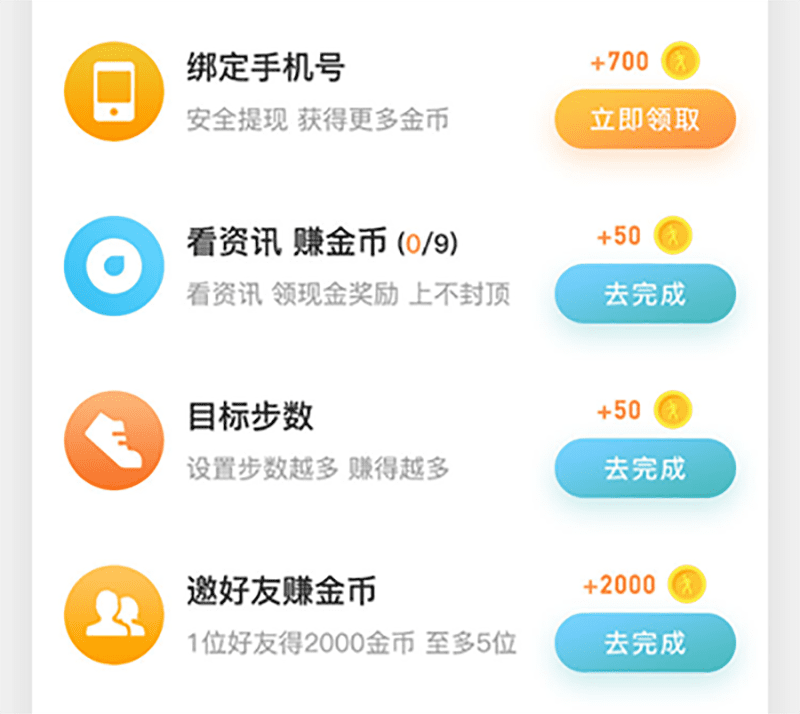 绑定手机号
+700
安全提现 获得更多金币
立即领取
看资讯 赚金币 (0/9)
+50
看资讯 领现金奖励 上不封顶
去完成
目标步数
+50
设置步数越多 赚得越多
去完成
邀好友赚金币
+2000
1位好友得2000金币 至多5位
去完成